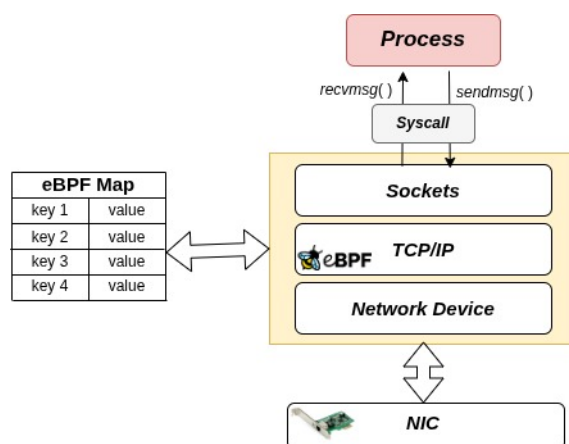 Process
recvmsg( )
sendmsg( )
Syscall
eBPF Map
key 1 value
key 2 value
key 3 value
key 4 value
Sockets
eBPF TCP/IP
Network Device
NIC